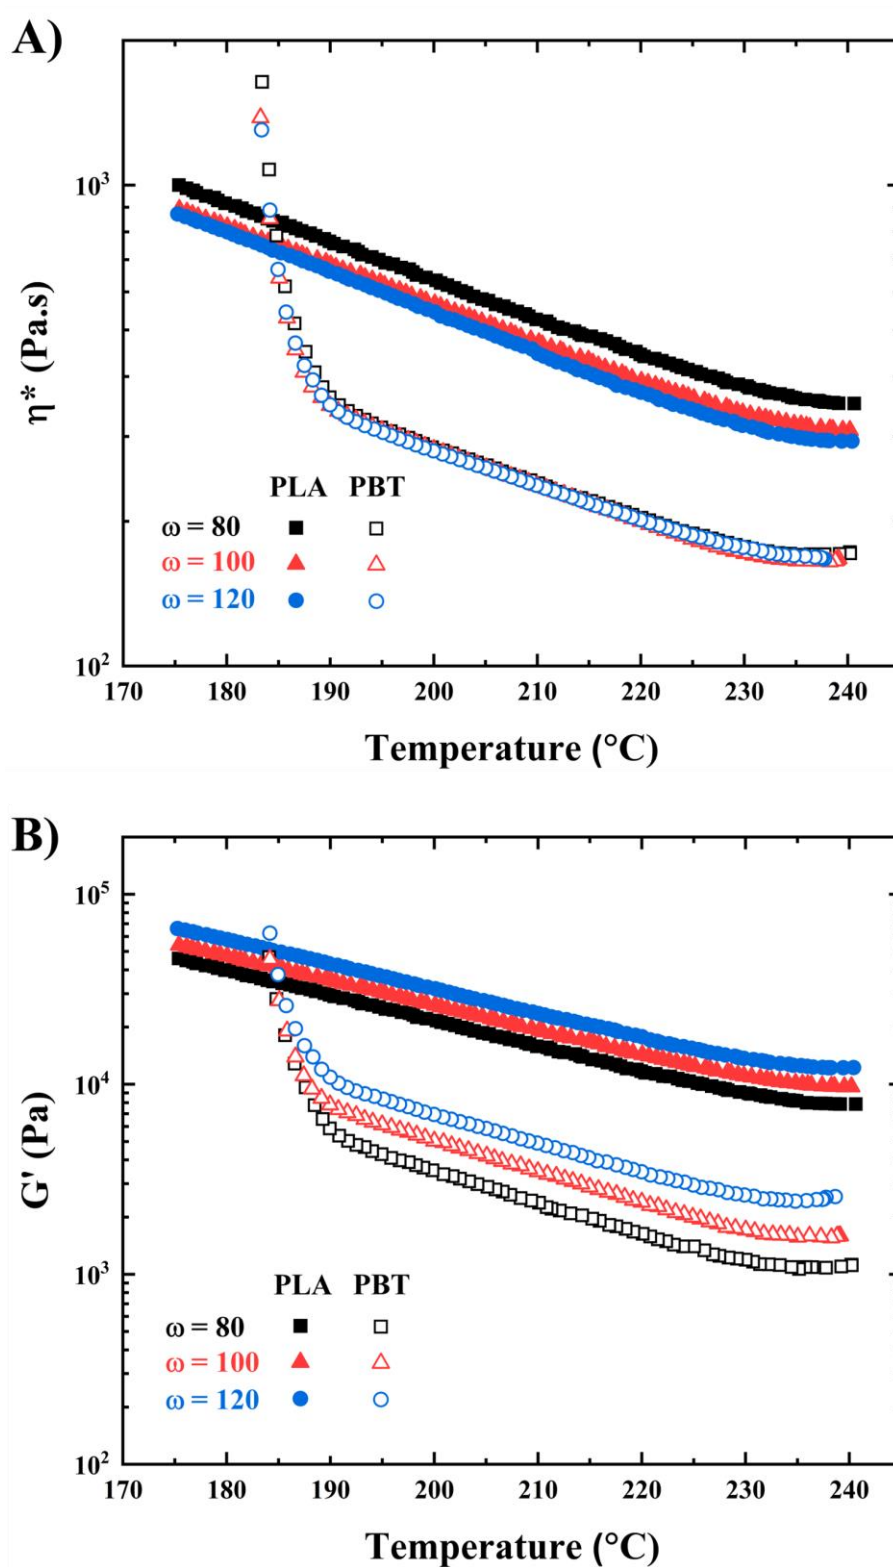 A)
10³
10²
η* (Pa.s)
PLA PBT
ω = 80
ω = 100
ω = 120
170 180 190 200 210 220 230 240
Temperature (°C)
B)
10⁵
10⁴
10³
10²
G' (Pa)
PLA PBT
ω = 80
ω = 100
ω = 120
170 180 190 200 210 220 230 240
Temperature (°C)